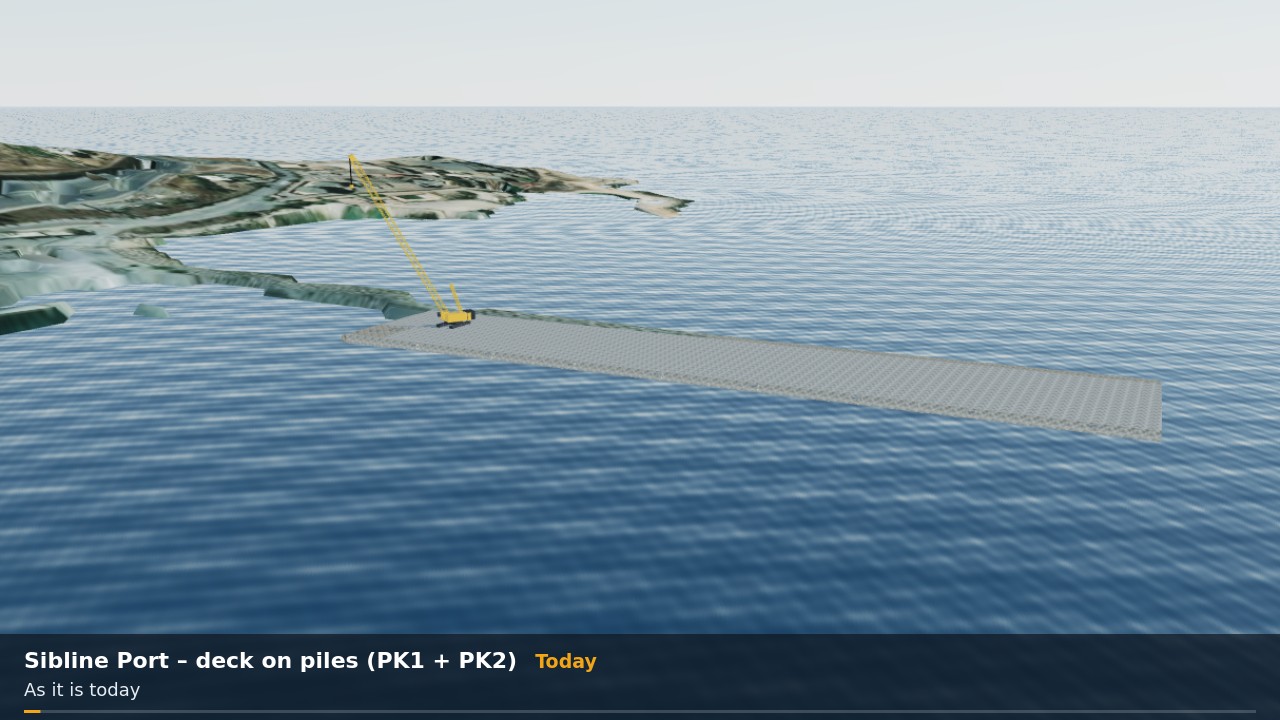 Sibline Port – deck on piles (PK1 + PK2) Today
As it is today